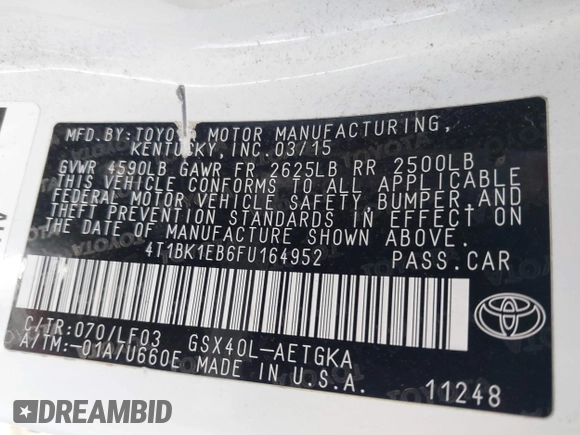 MFD.BY:TOYOTA MOTOR MANUFACTURING,
KENTUCKY, INC. 03/15
GVWR 4590LB GAWR FR 2625LB RR 2500LB
THIS VEHICLE CONFORMS TO ALL APPLICABLE
FEDERAL MOTOR VEHICLE SAFETY, BUMPER, AND
THEFT PREVENTION STANDARDS IN EFFECT ON
THE DATE OF MANUFACTURE SHOWN ABOVE.
4T1BK1EB6FU164952 PASS.CAR
C/TR:070/LF03 GSX40L-AETGKA
A/TM:-01A/U660E MADE IN U.S.A. 11248
DREAMBID